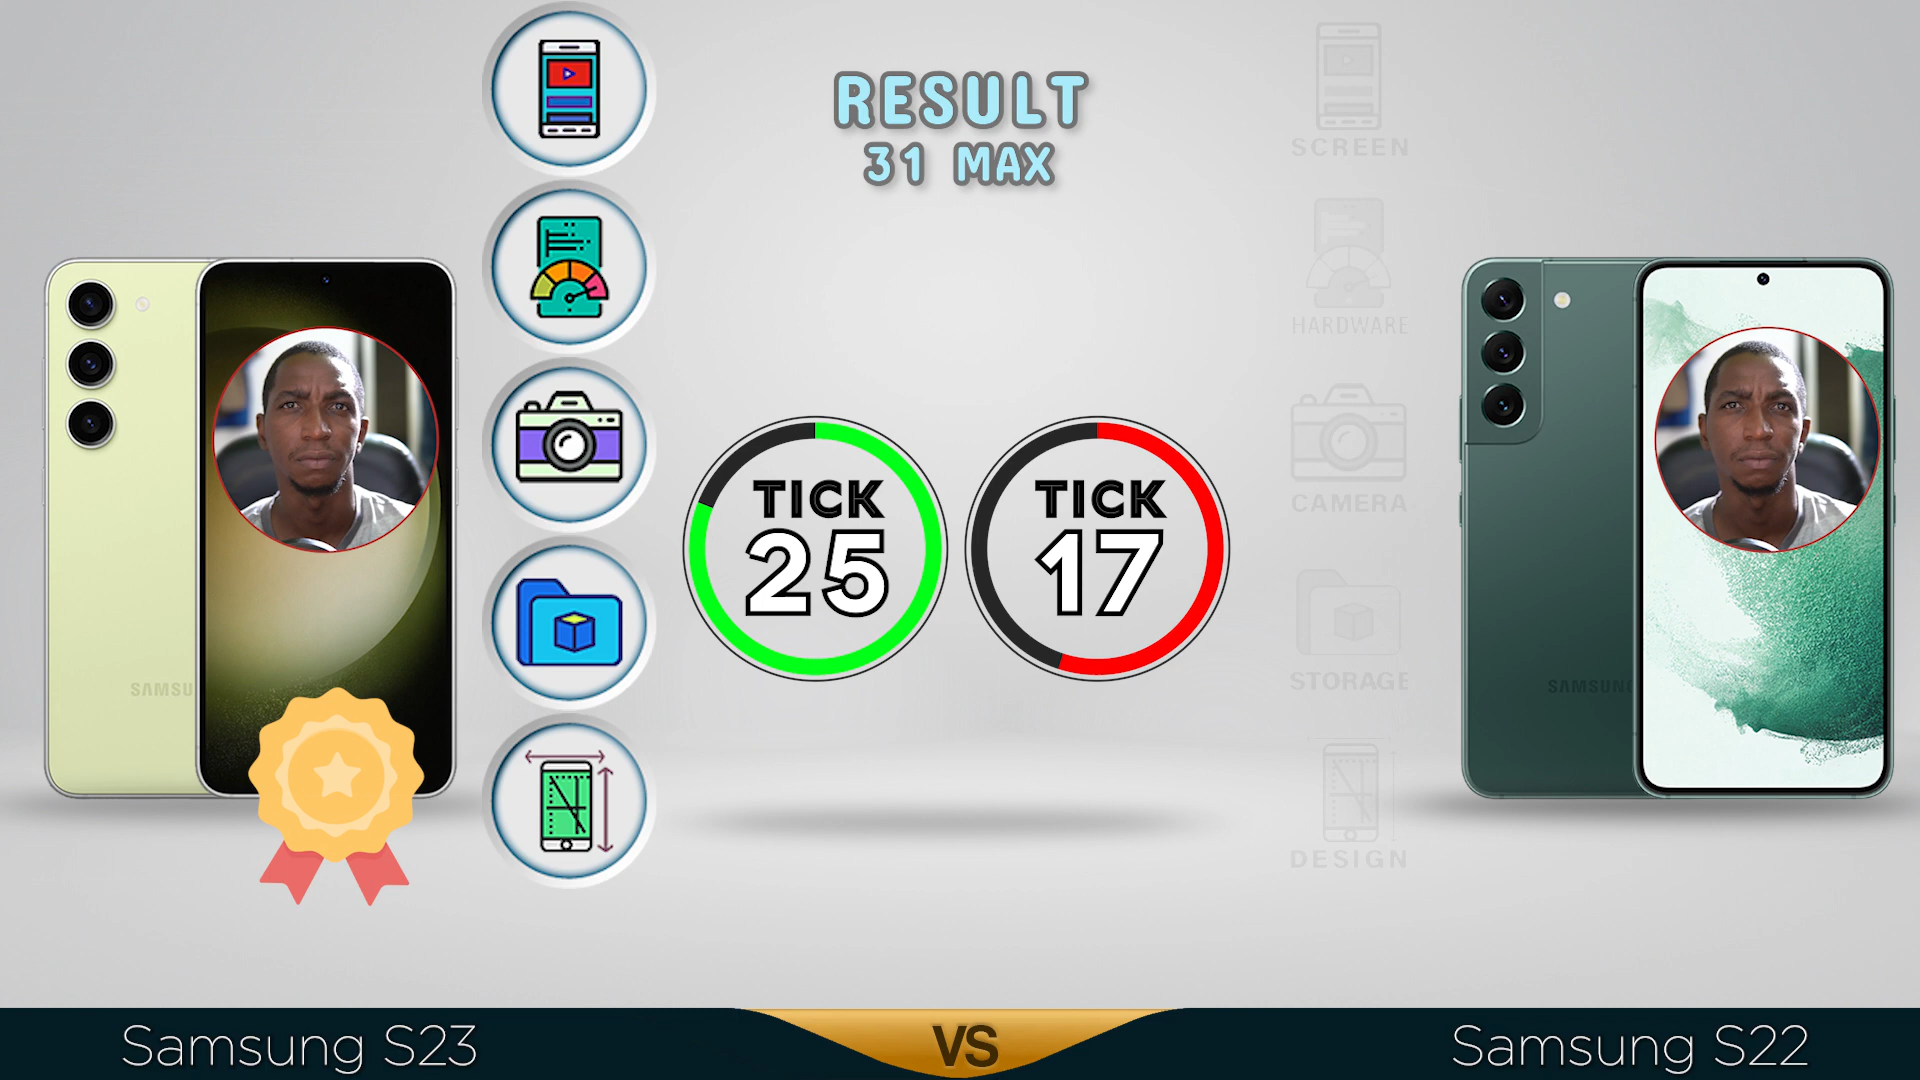 RESULT
31 MAX
SCREEN
HARDWARE
TICK
25
TICK
17
CAMERA
STORAGE
SAMSU
SAMSUN
DESIGN
Samsung S23
VS
Samsung S22